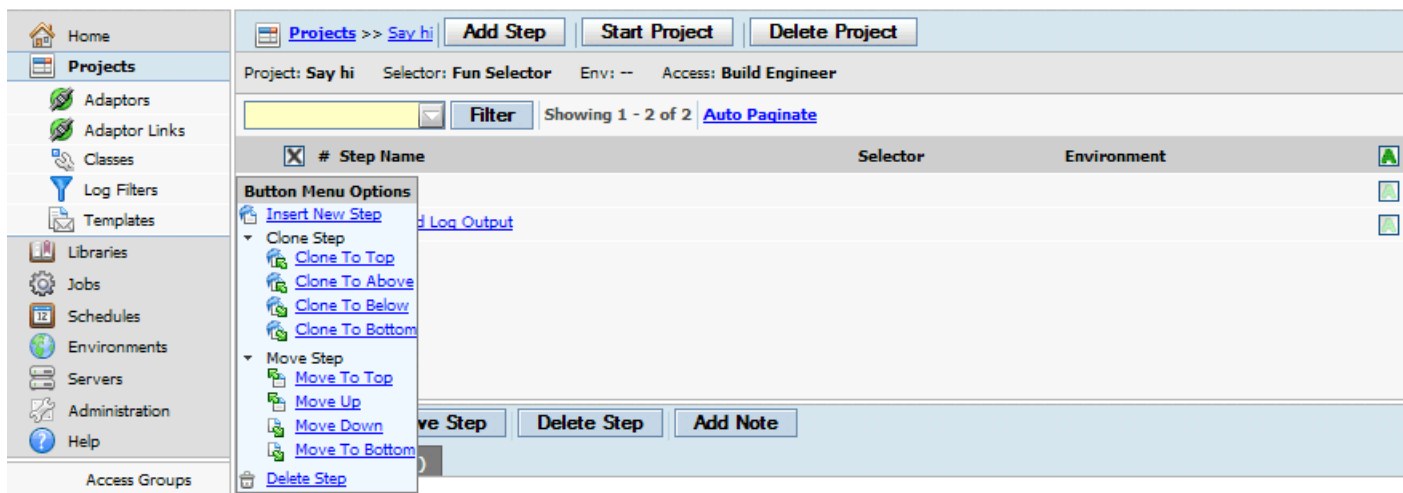 Home
Projects
Adaptors
Adaptor Links
Classes
Log Filters
Templates
Libraries
Jobs
12 Schedules
Environments
Servers
Administration
? Help
Access Groups
Projects >> Say hi Add Step Start Project Delete Project
Project: Say hi Selector: Fun Selector Env: -- Access: Build Engineer
Filter Showing 1 - 2 of 2 Auto Paginate
X # Step Name Selector Environment A
A
d Log Output A
Button Menu Options
Insert New Step
Clone Step
Clone To Top
Clone To Above
Clone To Below
Clone To Bottom
Move Step
Move To Top
Move Up
Move Down
Move To Bottom
Delete Step
ve Step Delete Step Add Note
)